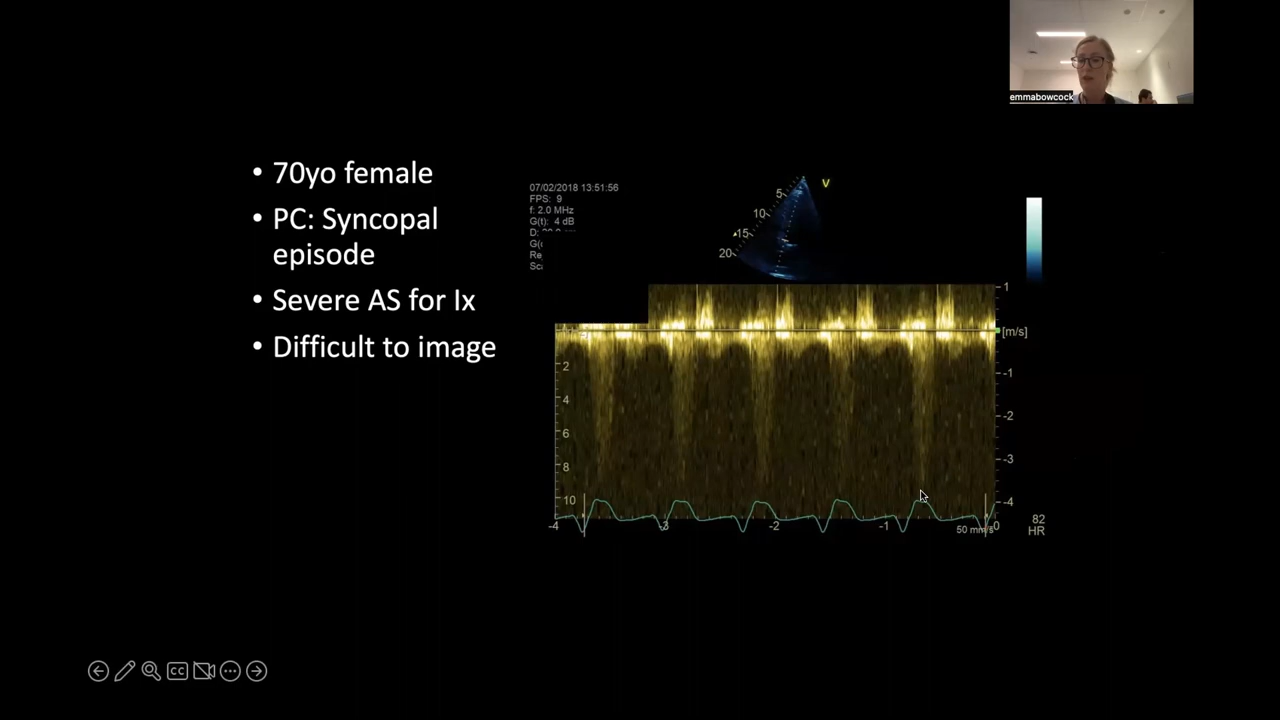 emmabowcock
• 70yo female
• PC: Syncopal
episode
• Severe AS for Ix
• Difficult to image
07/02/2018 13:51:56
FPS: 9
f: 2.0 MHz
G(t): 4 dB
D:
V
5
10
15
20
1
[m/s]
-1
-2
-3
-4
2
4
6
8
10
-4
-3
-2
-1
0
50 mm/s
82
HR
CC